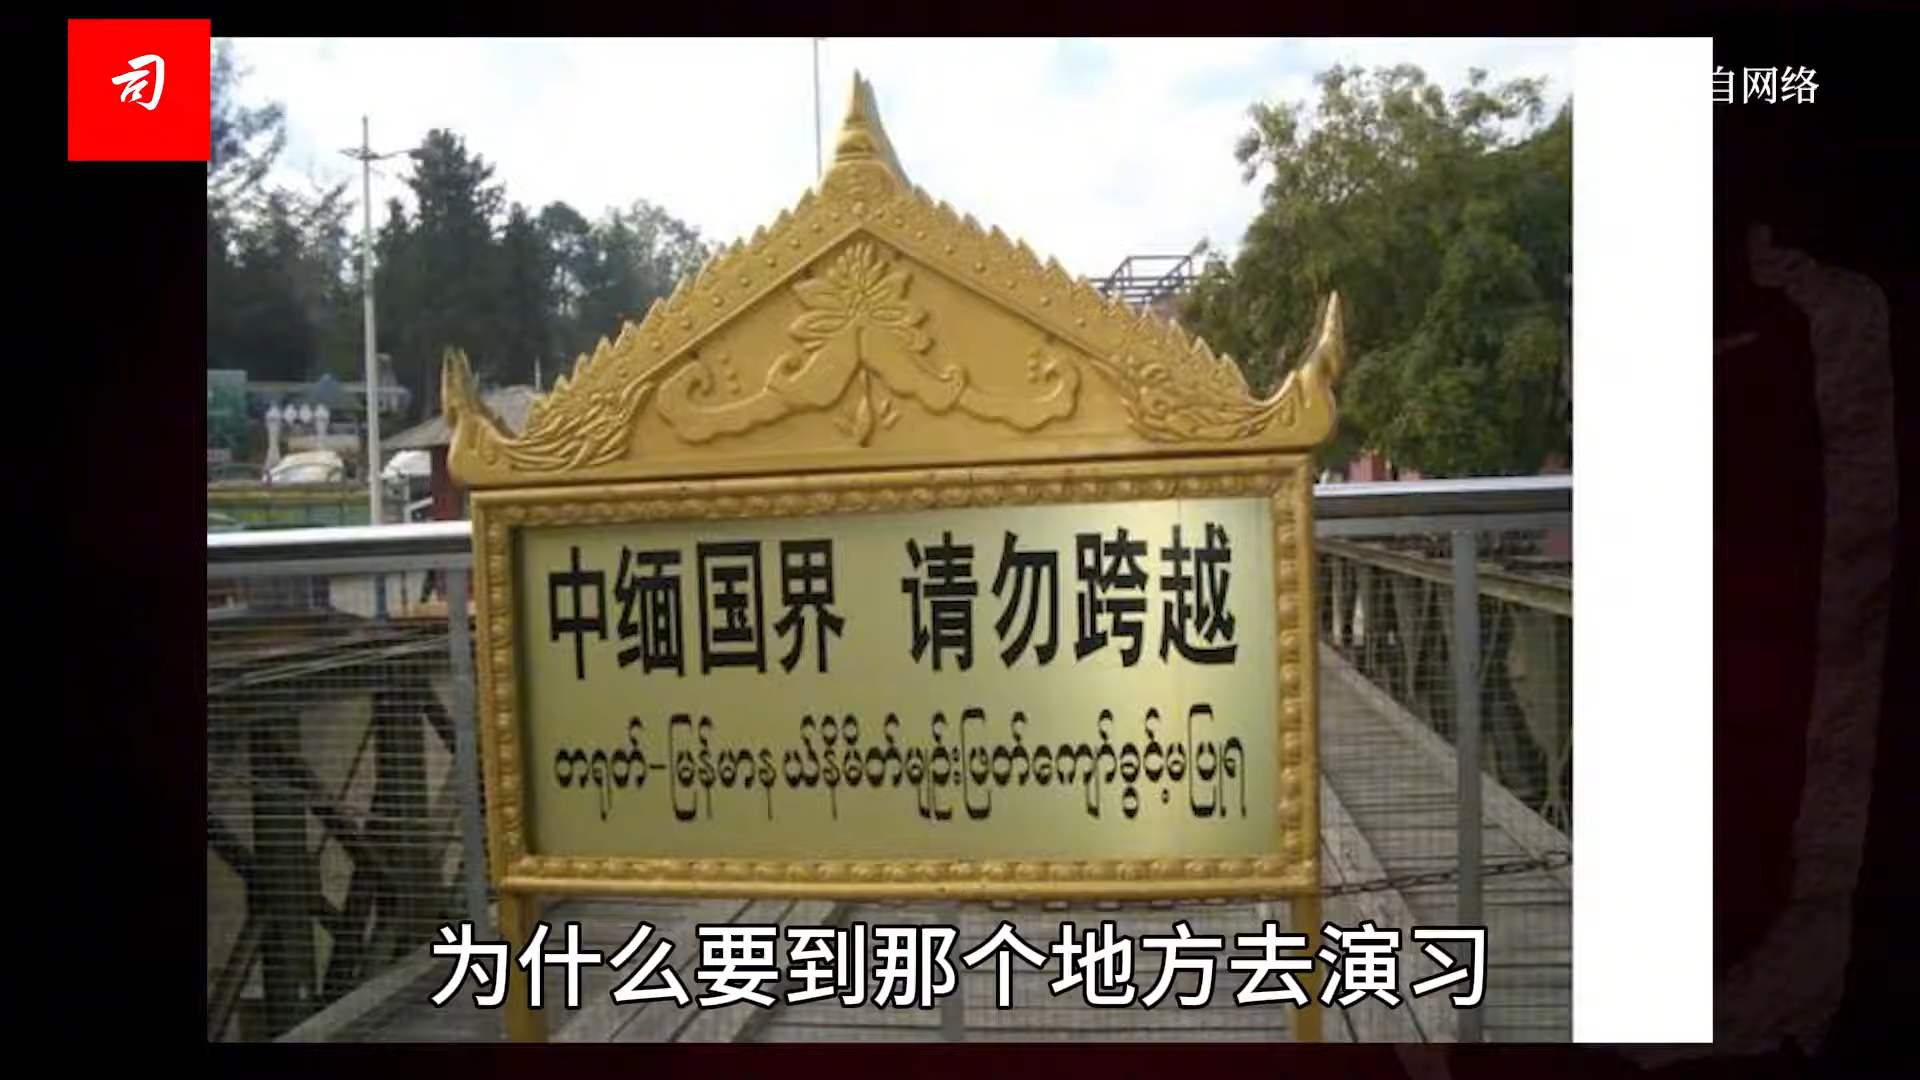 司
自网络
中缅国界 请勿跨越
တရုတ်-မြန်မာနယ်နိမိတ်မျဉ်းဖြတ်ကျော်ခွင့်မပြုရ
为什么要到那个地方去演习